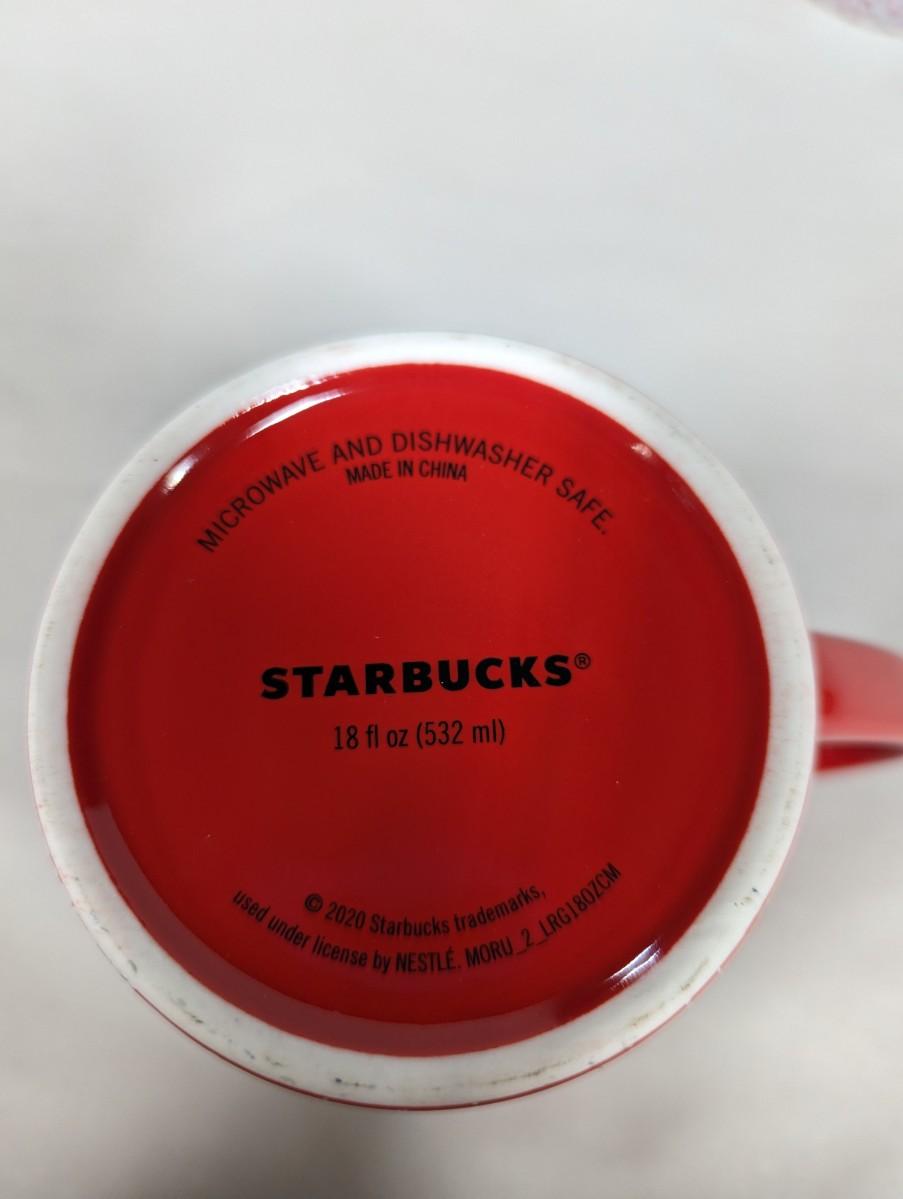 MICROWAVE AND DISHWASHER SAFE.
MADE IN CHINA
STARBUCKS®
18 fl oz (532 ml)
© 2020 Starbucks trademarks,
used under license by NESTLÉ. MORU_2_LRG18OZCM